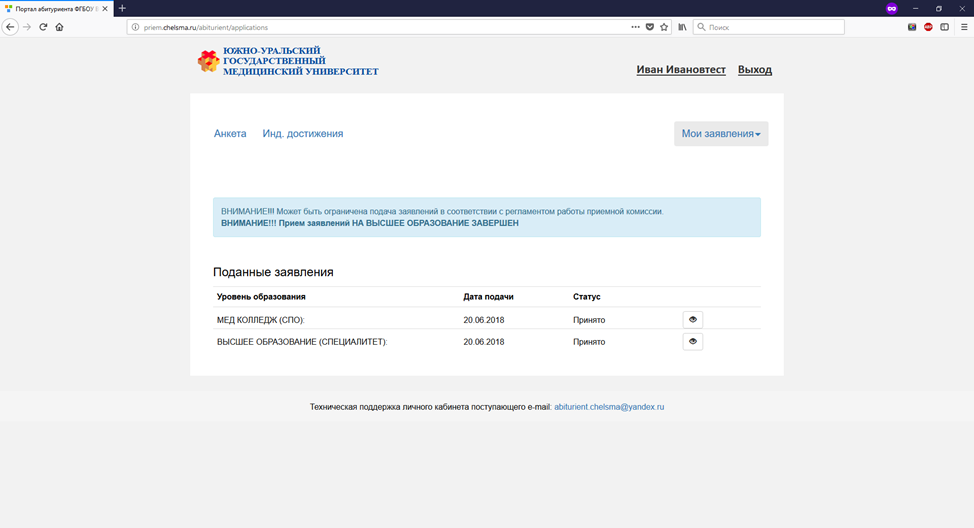 Портал абитуриента ФГБОУ В
priem.chelsma.ru/abiturient/applications
Поиск
ABP
ЮЖНО-УРАЛЬСКИЙ
ГОСУДАРСТВЕННЫЙ
МЕДИЦИНСКИЙ УНИВЕРСИТЕТ
Иван Ивановтест Выход
Анкета Инд. достижения Мои заявления
ВНИМАНИЕ!!! Может быть ограничена подача заявлений в соответствии с регламентом работы приемной комиссии.
ВНИМАНИЕ!!! Прием заявлений НА ВЫСШЕЕ ОБРАЗОВАНИЕ ЗАВЕРШЕН
Поданные заявления
Уровень образования Дата подачи Статус
МЕД КОЛЛЕДЖ (СПО): 20.06.2018 Принято
ВЫСШЕЕ ОБРАЗОВАНИЕ (СПЕЦИАЛИТЕТ): 20.06.2018 Принято
Техническая поддержка личного кабинета поступающего e-mail: abiturient.chelsma@yandex.ru